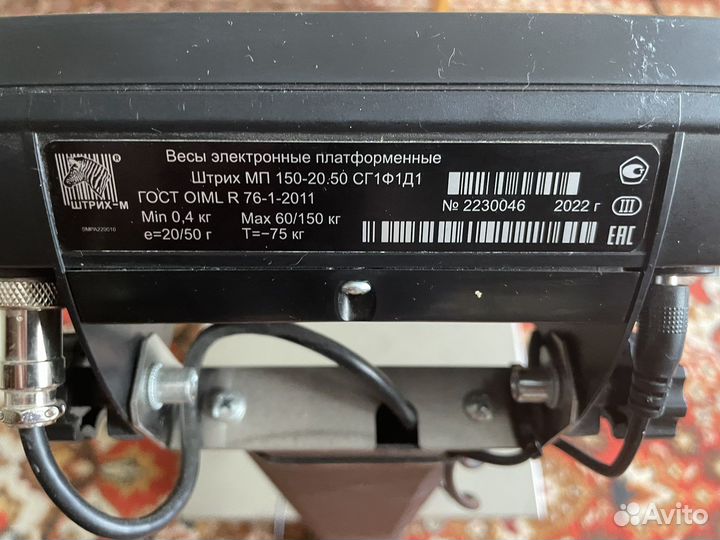 Весы электронные платформенные
Штрих МП 150-20.50 СГ1Ф1Д1
ГОСТ OIML R 76-1-2011
Min 0,4 кг Max 60/150 кг
e=20/50 г T=−75 кг
№ 2230046 2022 г III
EAC
ШТРИХ-М ®
SMPA220010
Avito